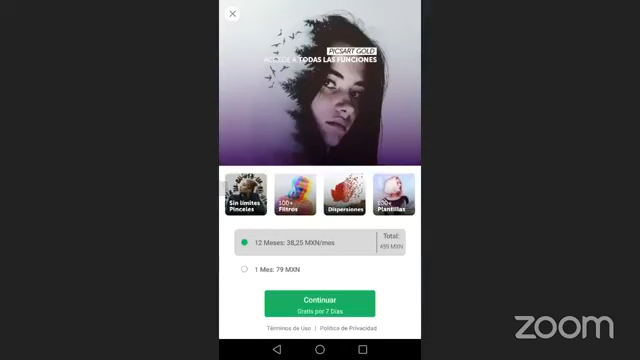 PICSART GOLD
ACCEDE A TODAS LAS FUNCIONES
Sin límites
Pinceles
100+
Filtros
Dispersiones
100+
Plantillas
12 Meses: 38,25 MXN/mes
Total:
459 MXN
1 Mes: 79 MXN
Continuar
Gratis por 7 Días
Términos de Uso | Política de Privacidad
zoom